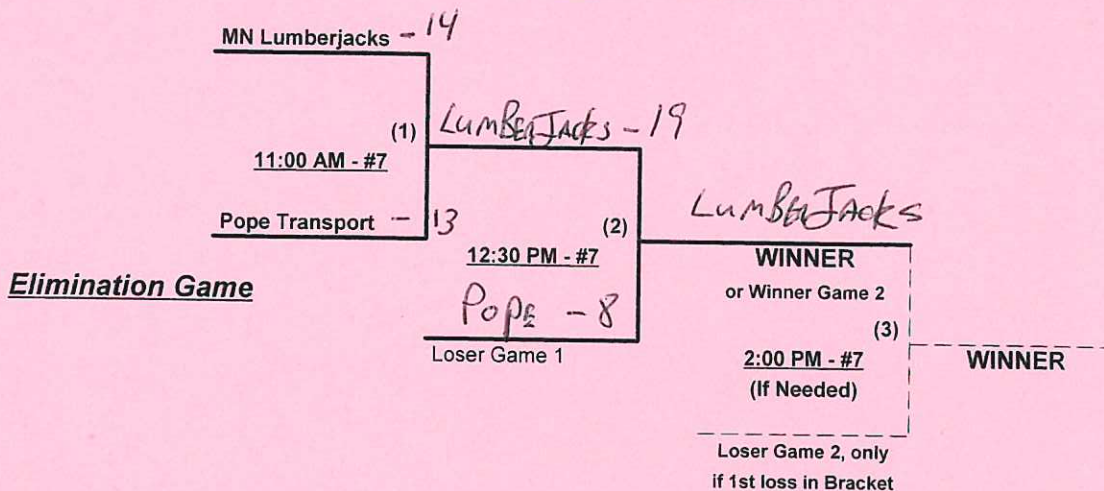 MN Lumberjacks - 14
(1)
11:00 AM - #7
Pope Transport - 13
Elimination Game
LumBERJAcks - 19
(2)
12:30 PM - #7
PopE - 8
Loser Game 1
LumBERJAcks
WINNER
or Winner Game 2
(3)
2:00 PM - #7
(If Needed)
WINNER
Loser Game 2, only
if 1st loss in Bracket